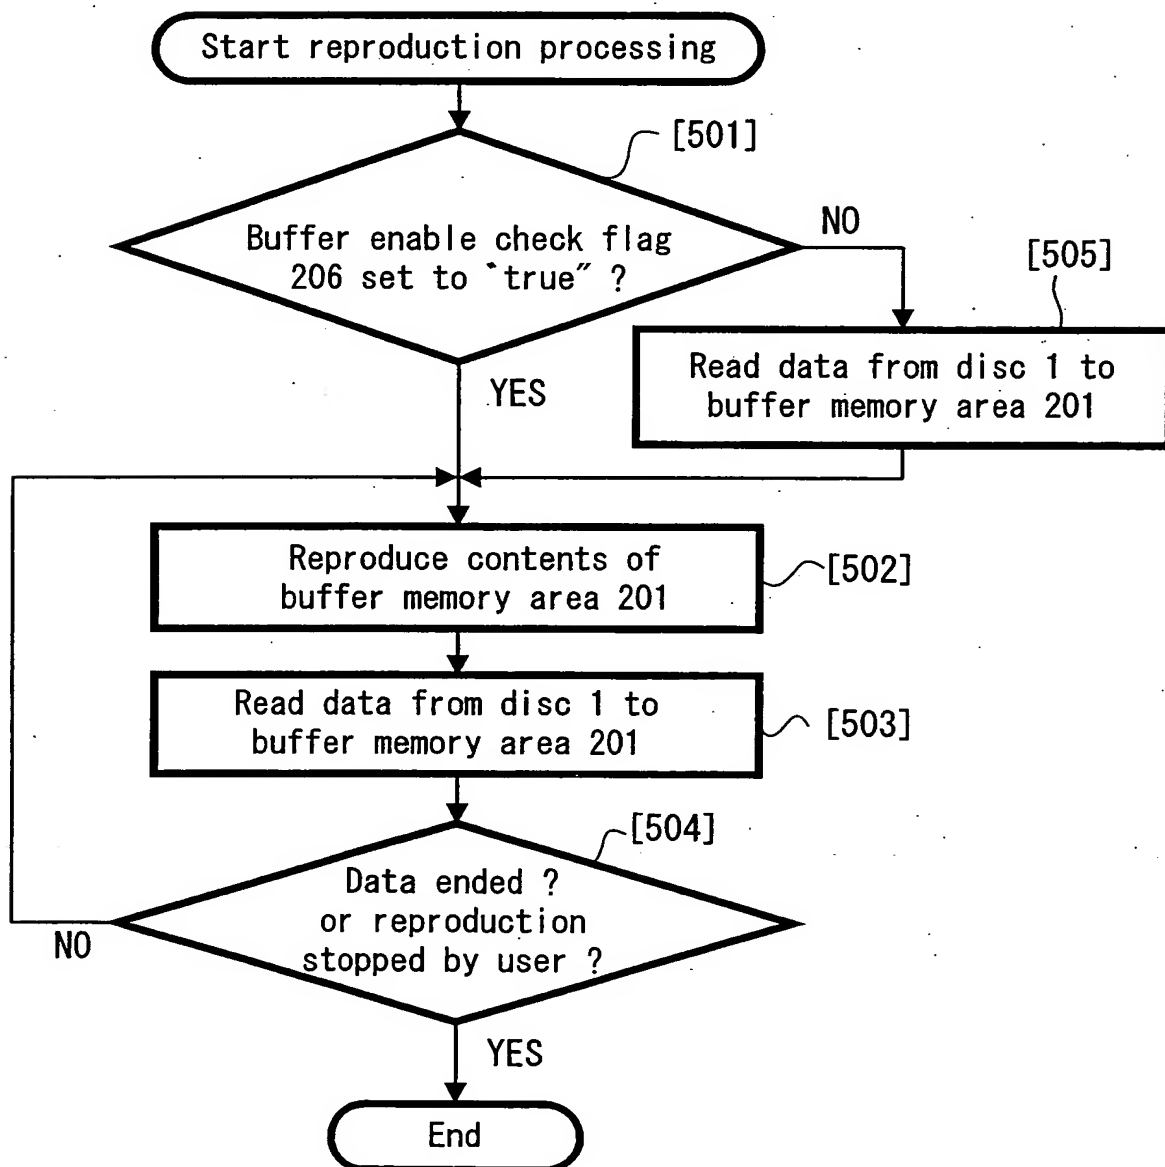 Start reproduction processing
[501]
Buffer enable check flag
206 set to "true" ?
NO
[505]
Read data from disc 1 to
buffer memory area 201
YES
Reproduce contents of
buffer memory area 201
[502]
Read data from disc 1 to
buffer memory area 201
[503]
[504]
Data ended ?
or reproduction
stopped by user ?
NO
YES
End